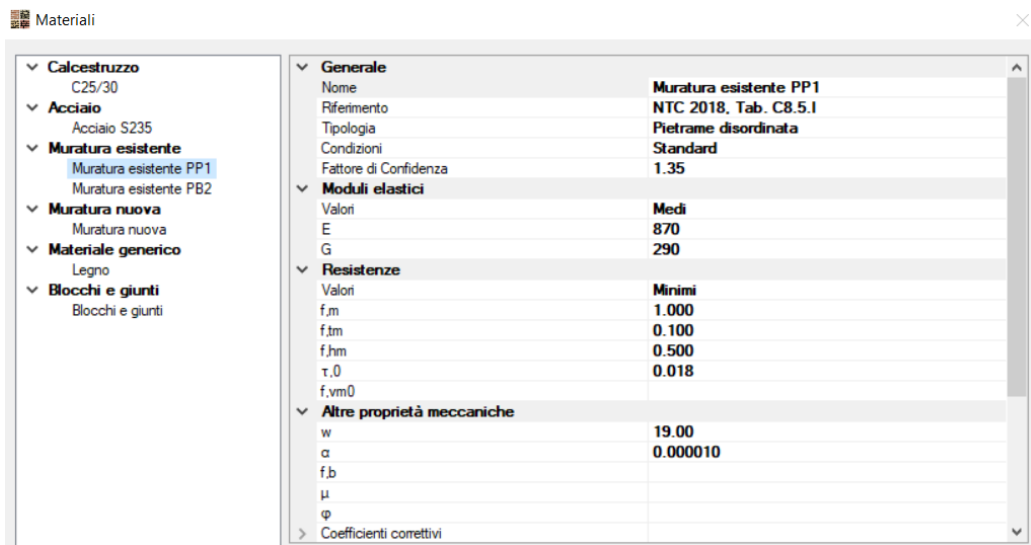 Materiali
Calcestruzzo
C25/30
Acciaio
Acciaio S235
Muratura esistente
Muratura esistente PP1
Muratura esistente PB2
Muratura nuova
Muratura nuova
Materiale generico
Legno
Blocchi e giunti
Blocchi e giunti
Generale
Nome Muratura esistente PP1
Riferimento NTC 2018, Tab. C8.5.I
Tipologia Pietrame disordinata
Condizioni Standard
Fattore di Confidenza 1.35
Moduli elastici
Valori Medi
E 870
G 290
Resistenze
Valori Minimi
f,m 1.000
f,tm 0.100
f,hm 0.500
τ,0 0.018
f,vm0
Altre proprietà meccaniche
w 19.00
α 0.000010
f,b
μ
φ
Coefficienti correttivi